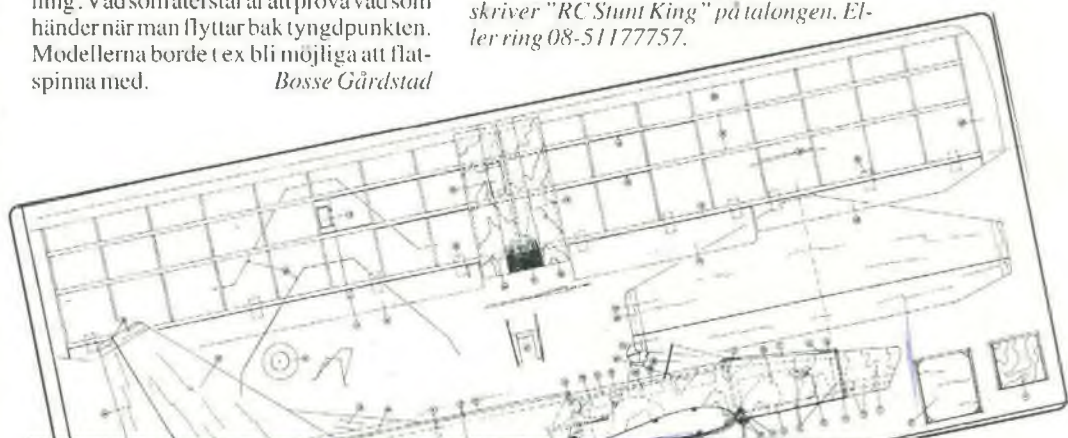 ning. Vad som återstår är att prova vad som
händer när man flyttar bak tyngdpunkten.
Modellerna borde t ex bli möjliga att flat-
spinna med. Bosse Gårdstad
skriver "RC Stunt King" på talongen. El-
ler ring 08-51177757.